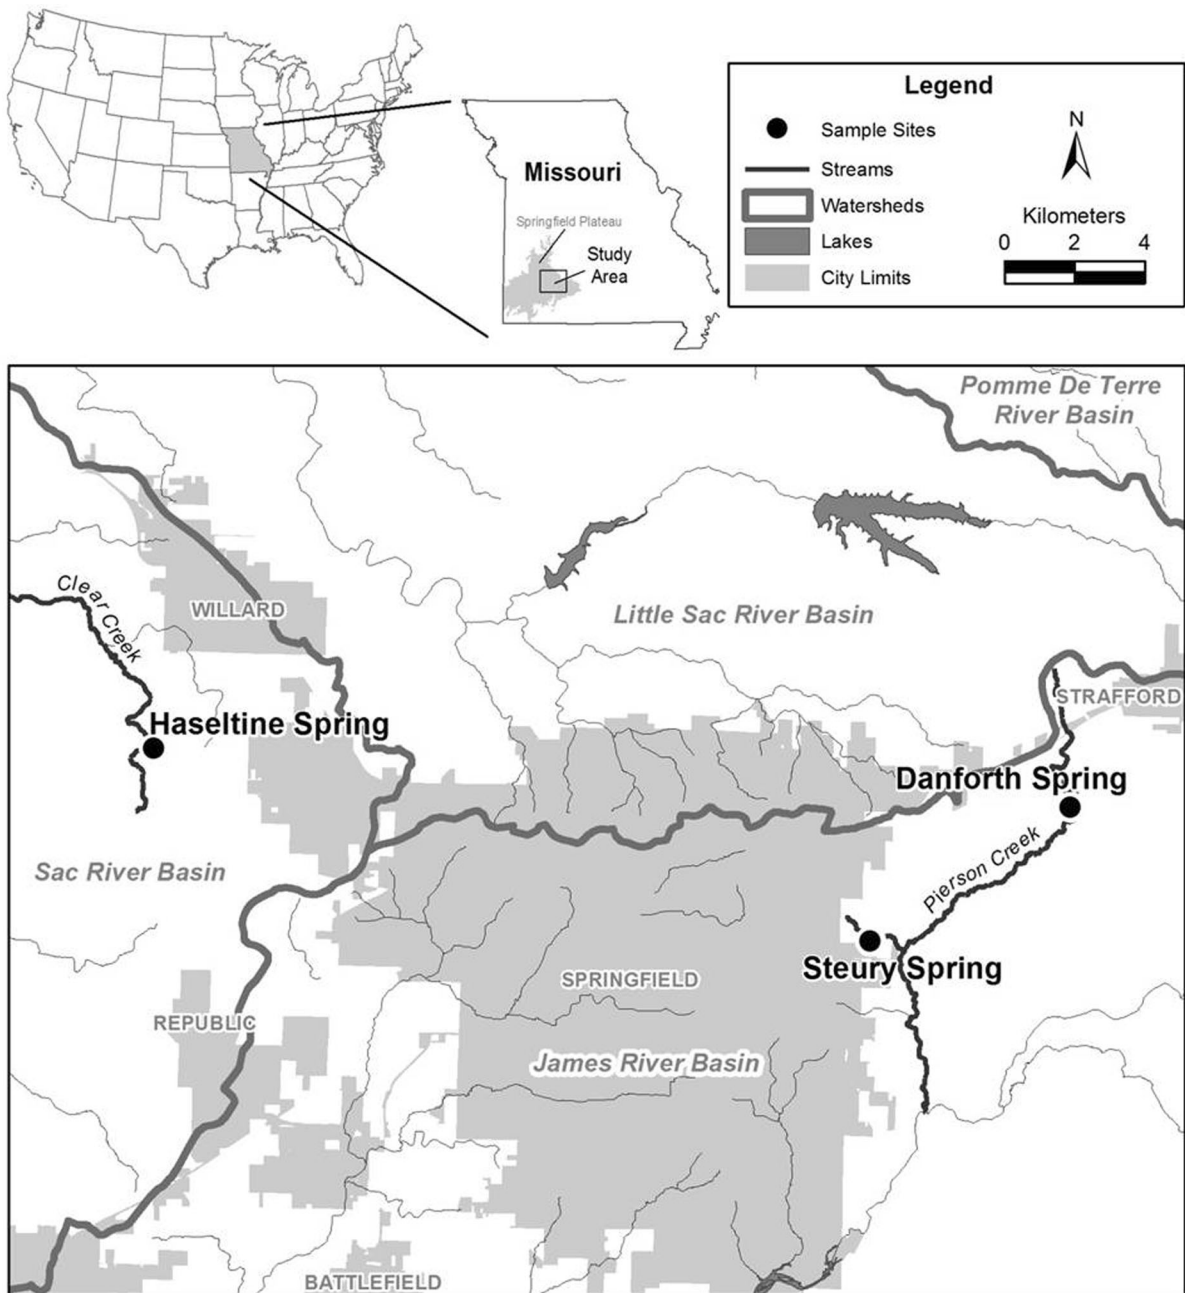 Missouri
Springfield Plateau
Study
Area
Legend
Sample Sites
Streams
Watersheds
Lakes
City Limits
N
Kilometers
0 2 4
Pomme De Terre
River Basin
Clear Creek
WILLARD
Little Sac River Basin
STRAFFORD
Haseltine Spring
Danforth Spring
Pierson Creek
Sac River Basin
Steury Spring
SPRINGFIELD
REPUBLIC
James River Basin
BATTLEFIELD